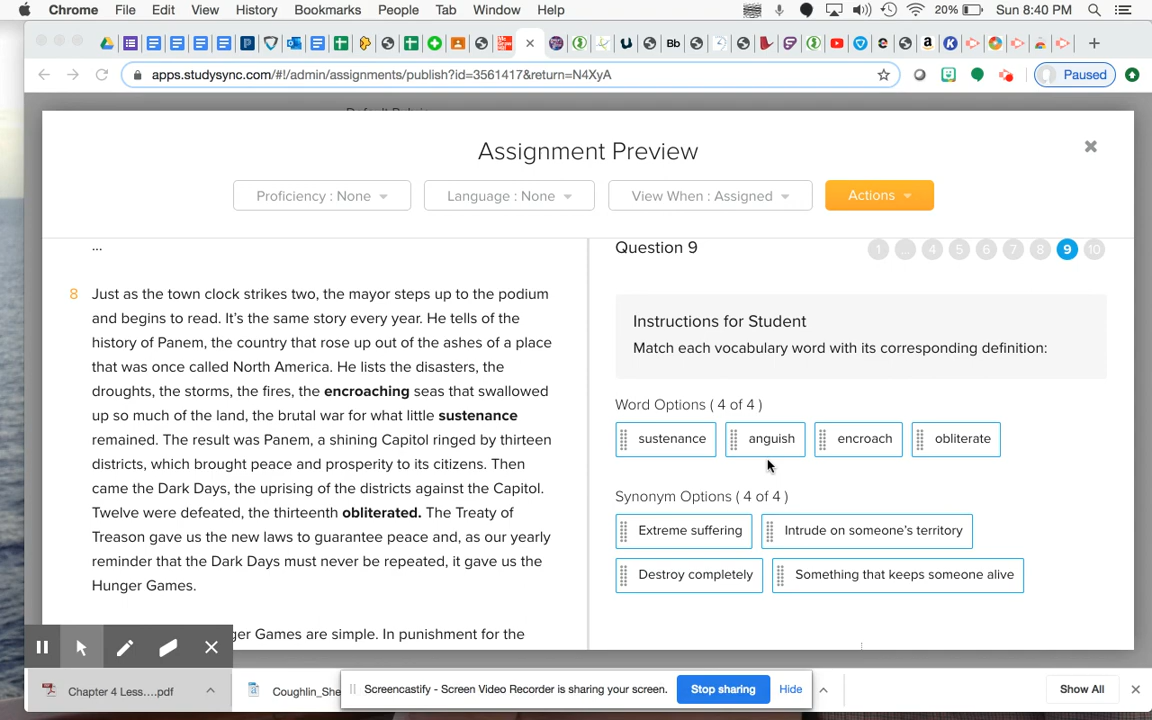 Chrome File Edit View History Bookmarks People Tab Window Help 20% Sun 8:40 PM
Bb
apps.studysync.com/#!/admin/assignments/publish?id=3561417&return=N4XyA Paused
Assignment Preview
Proficiency : None Language : None View When : Assigned Actions
...
Question 9 1 ... 4 5 6 7 8 9 10
8 Just as the town clock strikes two, the mayor steps up to the podium
and begins to read. It's the same story every year. He tells of the
history of Panem, the country that rose up out of the ashes of a place
that was once called North America. He lists the disasters, the
droughts, the storms, the fires, the encroaching seas that swallowed
up so much of the land, the brutal war for what little sustenance
remained. The result was Panem, a shining Capitol ringed by thirteen
districts, which brought peace and prosperity to its citizens. Then
came the Dark Days, the uprising of the districts against the Capitol.
Twelve were defeated, the thirteenth obliterated. The Treaty of
Treason gave us the new laws to guarantee peace and, as our yearly
reminder that the Dark Days must never be repeated, it gave us the
Hunger Games.
ger Games are simple. In punishment for the
Instructions for Student
Match each vocabulary word with its corresponding definition:
Word Options ( 4 of 4 )
sustenance anguish encroach obliterate
Synonym Options ( 4 of 4 )
Extreme suffering Intrude on someone's territory
Destroy completely Something that keeps someone alive
Chapter 4 Less....pdf Coughlin_She Screencastify - Screen Video Recorder is sharing your screen. Stop sharing Hide Show All